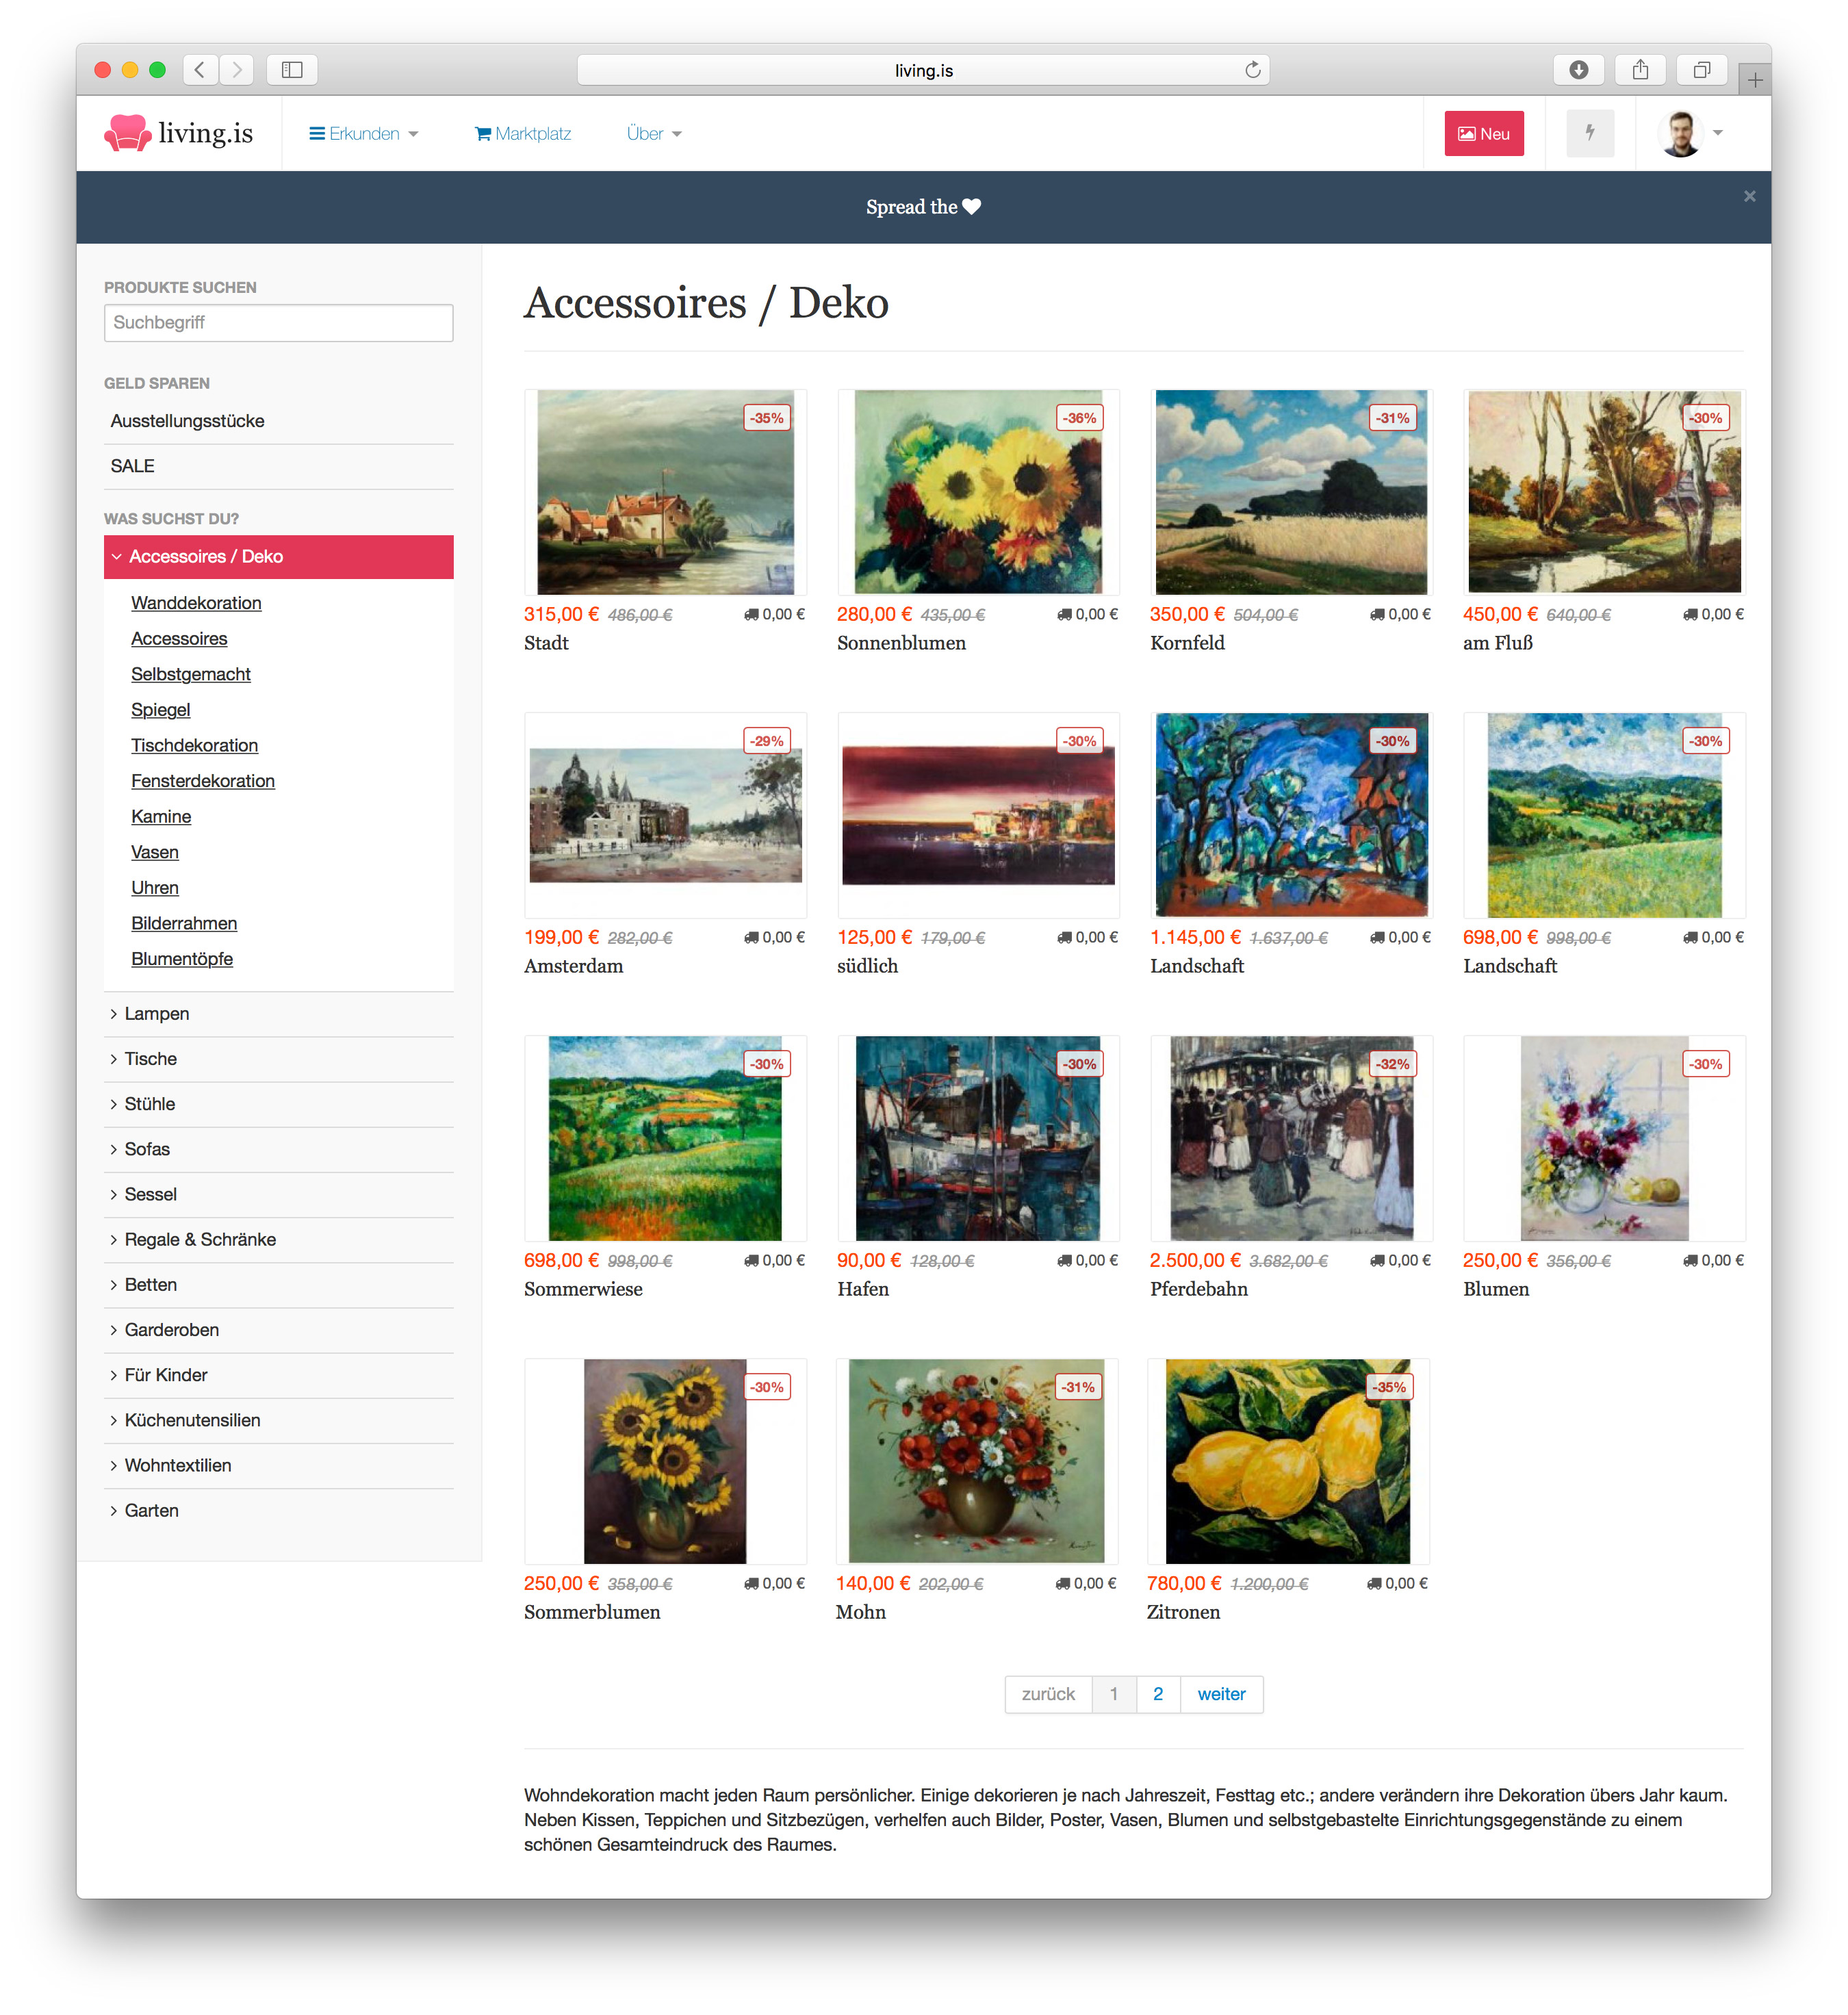 living.is
living.is
Erkunden
Marktplatz
Über
Neu
Spread the
PRODUKTE SUCHEN
Suchbegriff
GELD SPAREN
Ausstellungsstücke
SALE
WAS SUCHST DU?
Accessoires / Deko
Wanddekoration
Accessoires
Selbstgemacht
Spiegel
Tischdekoration
Fensterdekoration
Kamine
Vasen
Uhren
Bilderrahmen
Blumentöpfe
Lampen
Tische
Stühle
Sofas
Sessel
Regale & Schränke
Betten
Garderoben
Für Kinder
Küchenutensilien
Wohntextilien
Garten
Accessoires / Deko
-35%
315,00 € 486,00 € 0,00 €
Stadt
-36%
280,00 € 435,00 € 0,00 €
Sonnenblumen
-31%
350,00 € 504,00 € 0,00 €
Kornfeld
-30%
450,00 € 640,00 € 0,00 €
am Fluß
-29%
199,00 € 282,00 € 0,00 €
Amsterdam
-30%
125,00 € 179,00 € 0,00 €
südlich
-30%
1.145,00 € 1.637,00 € 0,00 €
Landschaft
-30%
698,00 € 998,00 € 0,00 €
Landschaft
-30%
698,00 € 998,00 € 0,00 €
Sommerwiese
-30%
90,00 € 128,00 € 0,00 €
Hafen
-32%
2.500,00 € 3.682,00 € 0,00 €
Pferdebahn
-30%
250,00 € 356,00 € 0,00 €
Blumen
-30%
250,00 € 358,00 € 0,00 €
Sommerblumen
-31%
140,00 € 202,00 € 0,00 €
Mohn
-35%
780,00 € 1.200,00 € 0,00 €
Zitronen
zurück 1 2 weiter
Wohndekoration macht jeden Raum persönlicher. Einige dekorieren je nach Jahreszeit, Festtag etc.; andere verändern ihre Dekoration übers Jahr kaum.
Neben Kissen, Teppichen und Sitzbezügen, verhelfen auch Bilder, Poster, Vasen, Blumen und selbstgebastelte Einrichtungsgegenstände zu einem
schönen Gesamteindruck des Raumes.